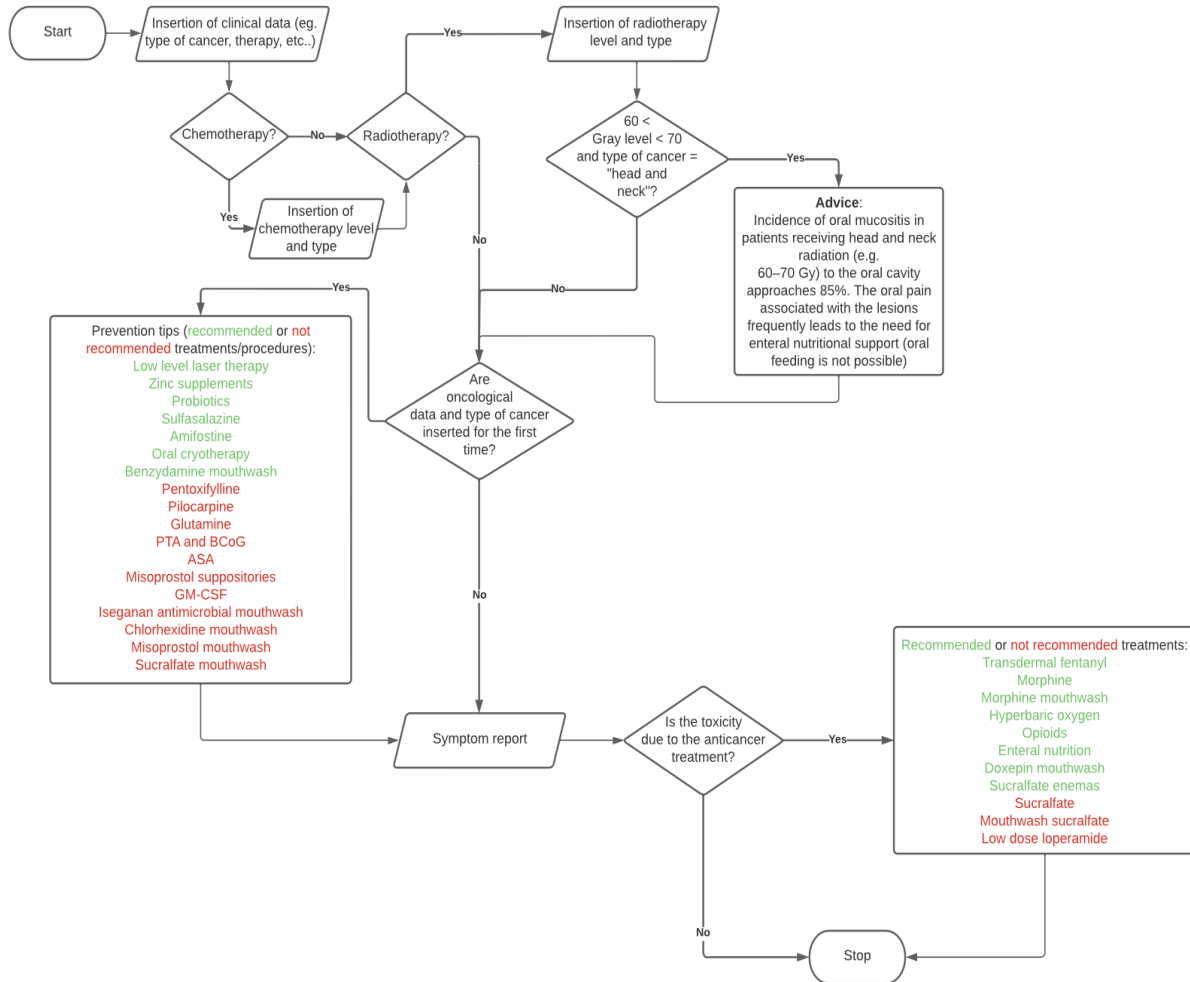 Start
Insertion of clinical data (eg.
type of cancer, therapy, etc..)
Yes
Insertion of radiotherapy
level and type
Chemotherapy?
No
Radiotherapy?
60 <
Gray level < 70
and type of cancer =
"head and
neck"?
Yes
Yes
Insertion of
chemotherapy level
and type
No
No
Advice:
Incidence of oral mucositis in
patients receiving head and neck
radiation (e.g.
60–70 Gy) to the oral cavity
approaches 85%. The oral pain
associated with the lesions
frequently leads to the need for
enteral nutritional support (oral
feeding is not possible)
Yes
Prevention tips (recommended or not
recommended treatments/procedures):
Low level laser therapy
Zinc supplements
Probiotics
Sulfasalazine
Amifostine
Oral cryotherapy
Benzydamine mouthwash
Pentoxifylline
Pilocarpine
Glutamine
PTA and BCoG
ASA
Misoprostol suppositories
GM-CSF
Iseganan antimicrobial mouthwash
Chlorhexidine mouthwash
Misoprostol mouthwash
Sucralfate mouthwash
Are
oncological
data and type of cancer
inserted for the first
time?
No
Symptom report
Is the toxicity
due to the anticancer
treatment?
Yes
Recommended or not recommended treatments:
Transdermal fentanyl
Morphine
Morphine mouthwash
Hyperbaric oxygen
Opioids
Enteral nutrition
Doxepin mouthwash
Sucralfate enemas
Sucralfate
Mouthwash sucralfate
Low dose loperamide
No
Stop